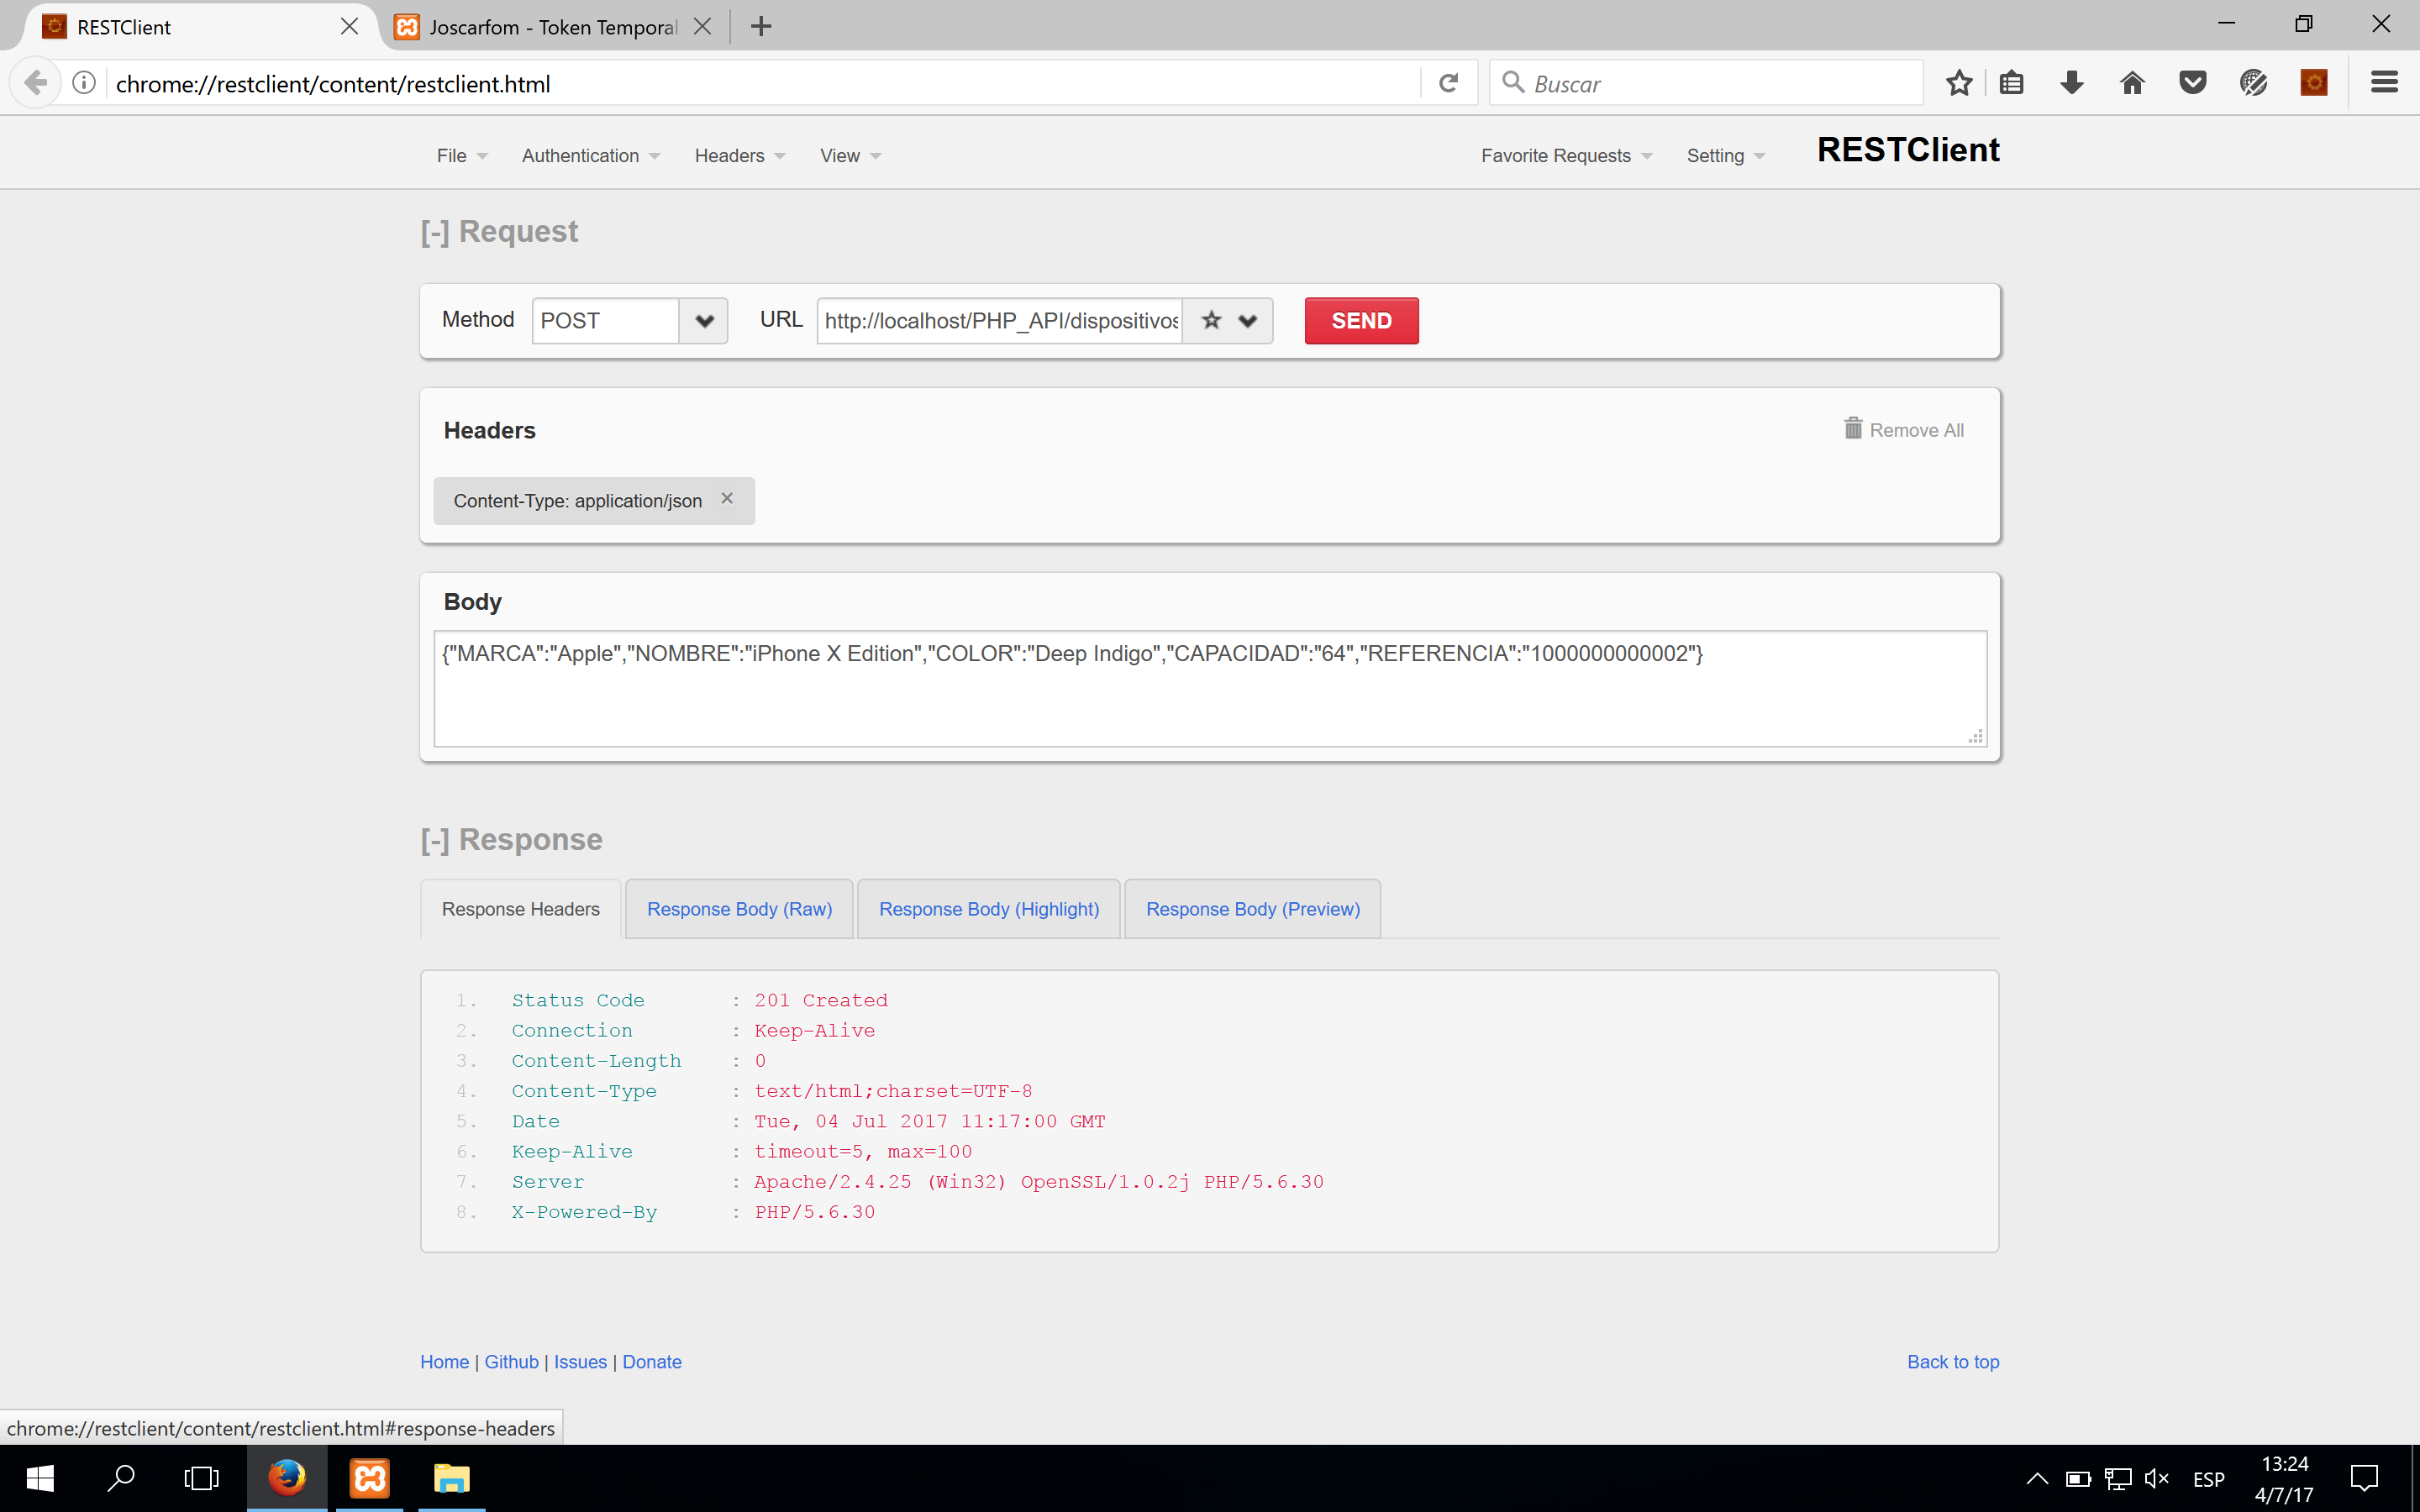 RESTClient
Joscarfom - Token Temporal
chrome://restclient/content/restclient.html
Buscar
File
Authentication
Headers
View
Favorite Requests
Setting
RESTClient
[-] Request
Method
POST
URL
http://localhost/PHP_API/dispositivos
SEND
Headers
Remove All
Content-Type: application/json
Body
{"MARCA":"Apple","NOMBRE":"iPhone X Edition","COLOR":"Deep Indigo","CAPACIDAD":"64","REFERENCIA":"1000000000002"}
[-] Response
Response Headers
Response Body (Raw)
Response Body (Highlight)
Response Body (Preview)
1. Status Code : 201 Created
2. Connection : Keep-Alive
3. Content-Length : 0
4. Content-Type : text/html;charset=UTF-8
5. Date : Tue, 04 Jul 2017 11:17:00 GMT
6. Keep-Alive : timeout=5, max=100
7. Server : Apache/2.4.25 (Win32) OpenSSL/1.0.2j PHP/5.6.30
8. X-Powered-By : PHP/5.6.30
Home | Github | Issues | Donate
Back to top
chrome://restclient/content/restclient.html#response-headers
ESP
13:24
4/7/17